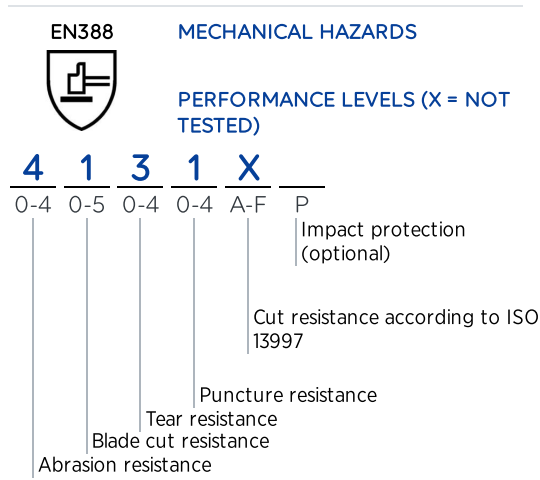 EN388
MECHANICAL HAZARDS
PERFORMANCE LEVELS (X = NOT
TESTED)
4 1 3 1 X
0-4 0-5 0-4 0-4 A-F P
Impact protection
(optional)
Cut resistance according to ISO
13997
Puncture resistance
Tear resistance
Blade cut resistance
Abrasion resistance